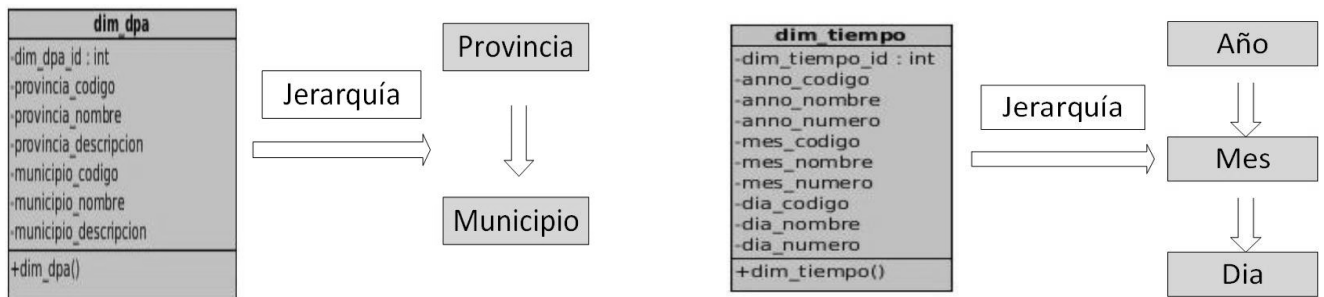 dim_dpa
-dim_dpa_id : int
-provincia_codigo
-provincia_nombre
-provincia_descripcion
-municipio_codigo
-municipio_nombre
-municipio_descripcion
+dim_dpa()
Jerarquía
Provincia
Municipio
dim_tiempo
-dim_tiempo_id : int
-anno_codigo
-anno_nombre
-anno_numero
-mes_codigo
-mes_nombre
-mes_numero
-dia_codigo
-dia_nombre
-dia_numero
+dim_tiempo()
Jerarquía
Año
Mes
Dia